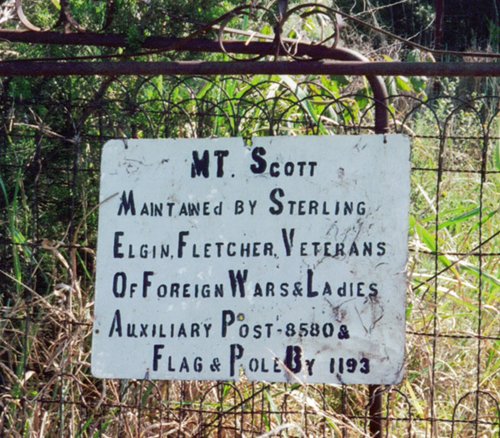 MT. SCOTT
MAINTAINEd BY STERLING
ELGIN, FLETCHER, VETERANS
OF FOREIGN WARS & LADIES
AUXILIARY POST-8580 &
FLAG & POLE BY 1193